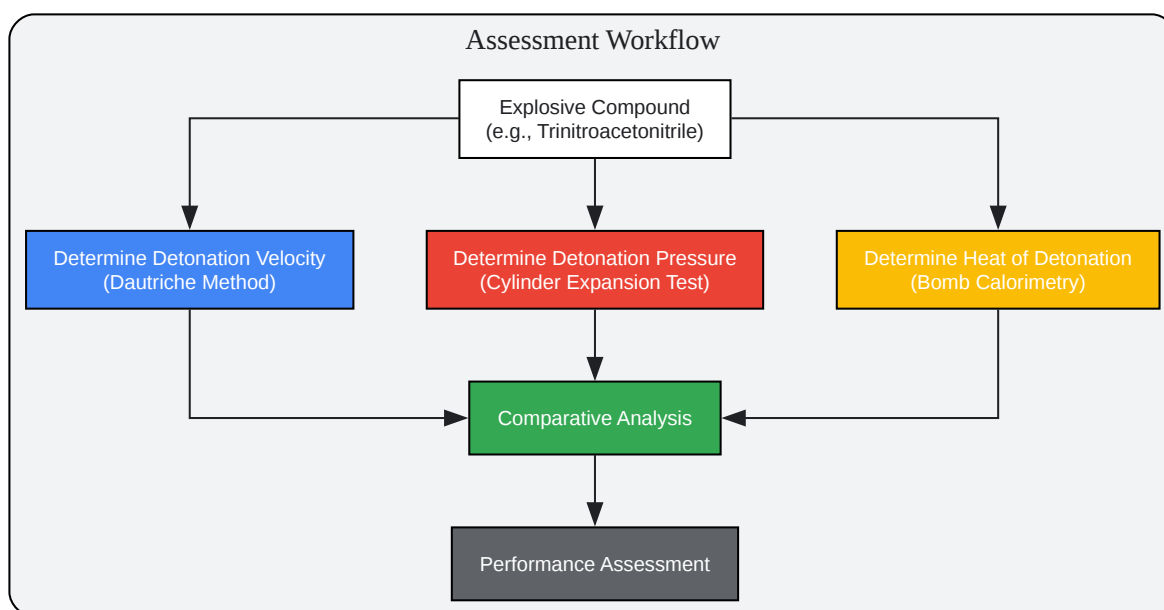 Assessment Workflow
Explosive Compound
(e.g., Trinitroacetonitrile)
Determine Detonation Velocity
(Dautriche Method)
Determine Detonation Pressure
(Cylinder Expansion Test)
Determine Heat of Detonation
(Bomb Calorimetry)
Comparative Analysis
Performance Assessment